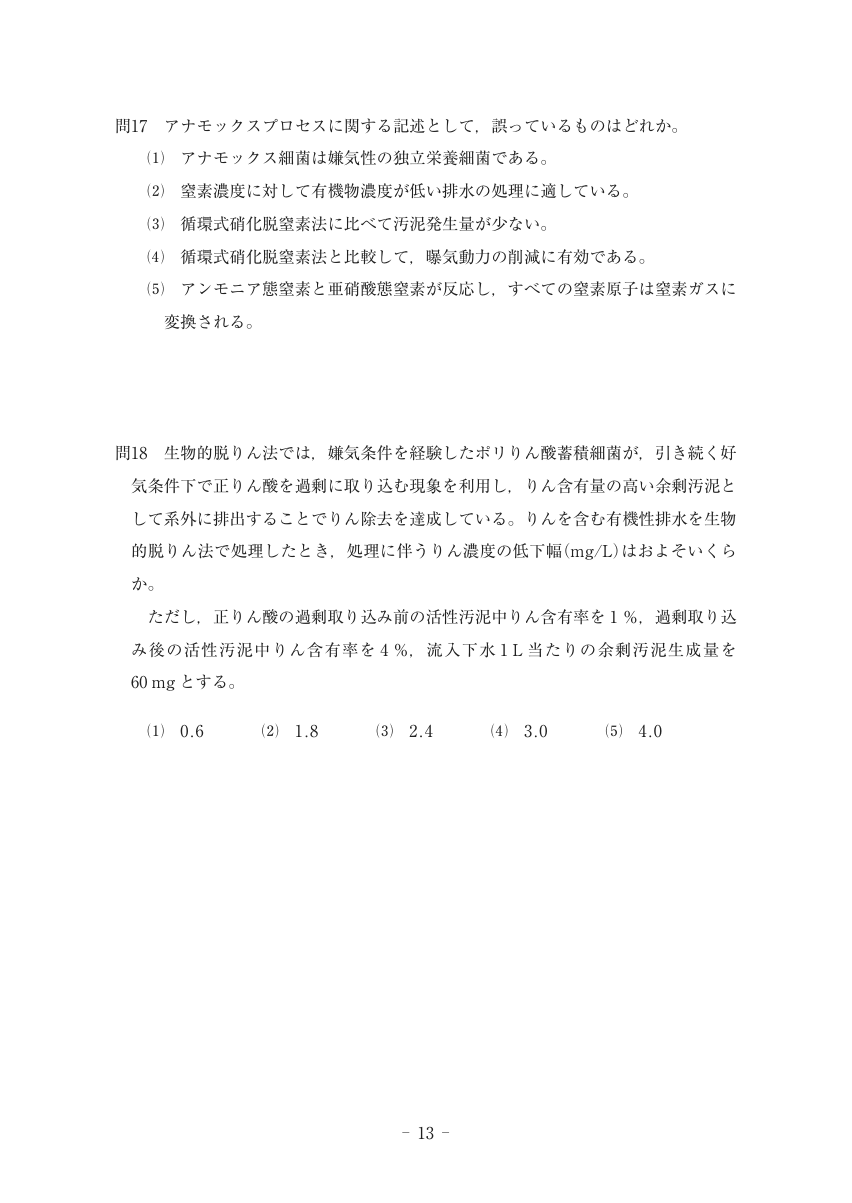 問17　アナモックスプロセスに関する記述として，誤っているものはどれか。
⑴　アナモックス細菌は嫌気性の独立栄養細菌である。
⑵　窒素濃度に対して有機物濃度が低い排水の処理に適している。
⑶　循環式硝化脱窒素法に比べて汚泥発生量が少ない。
⑷　循環式硝化脱窒素法と比較して，曝気動力の削減に有効である。
⑸　アンモニア態窒素と亜硝酸態窒素が反応し，すべての窒素原子は窒素ガスに
変換される。
問18　生物的脱りん法では，嫌気条件を経験したポリりん酸蓄積細菌が，引き続く好
気条件下で正りん酸を過剰に取り込む現象を利用し，りん含有量の高い余剰汚泥と
して系外に排出することでりん除去を達成している。りんを含む有機性排水を生物
的脱りん法で処理したとき，処理に伴うりん濃度の低下幅(mg/L)はおよそいくら
か。
ただし，正りん酸の過剰取り込み前の活性汚泥中りん含有率を 1 %，過剰取り込
み後の活性汚泥中りん含有率を 4 %，流入下水 1 L 当たりの余剰汚泥生成量を
60 mg とする。
⑴　0.6　⑵　1.8　⑶　2.4　⑷　3.0　⑸　4.0
- 13 -